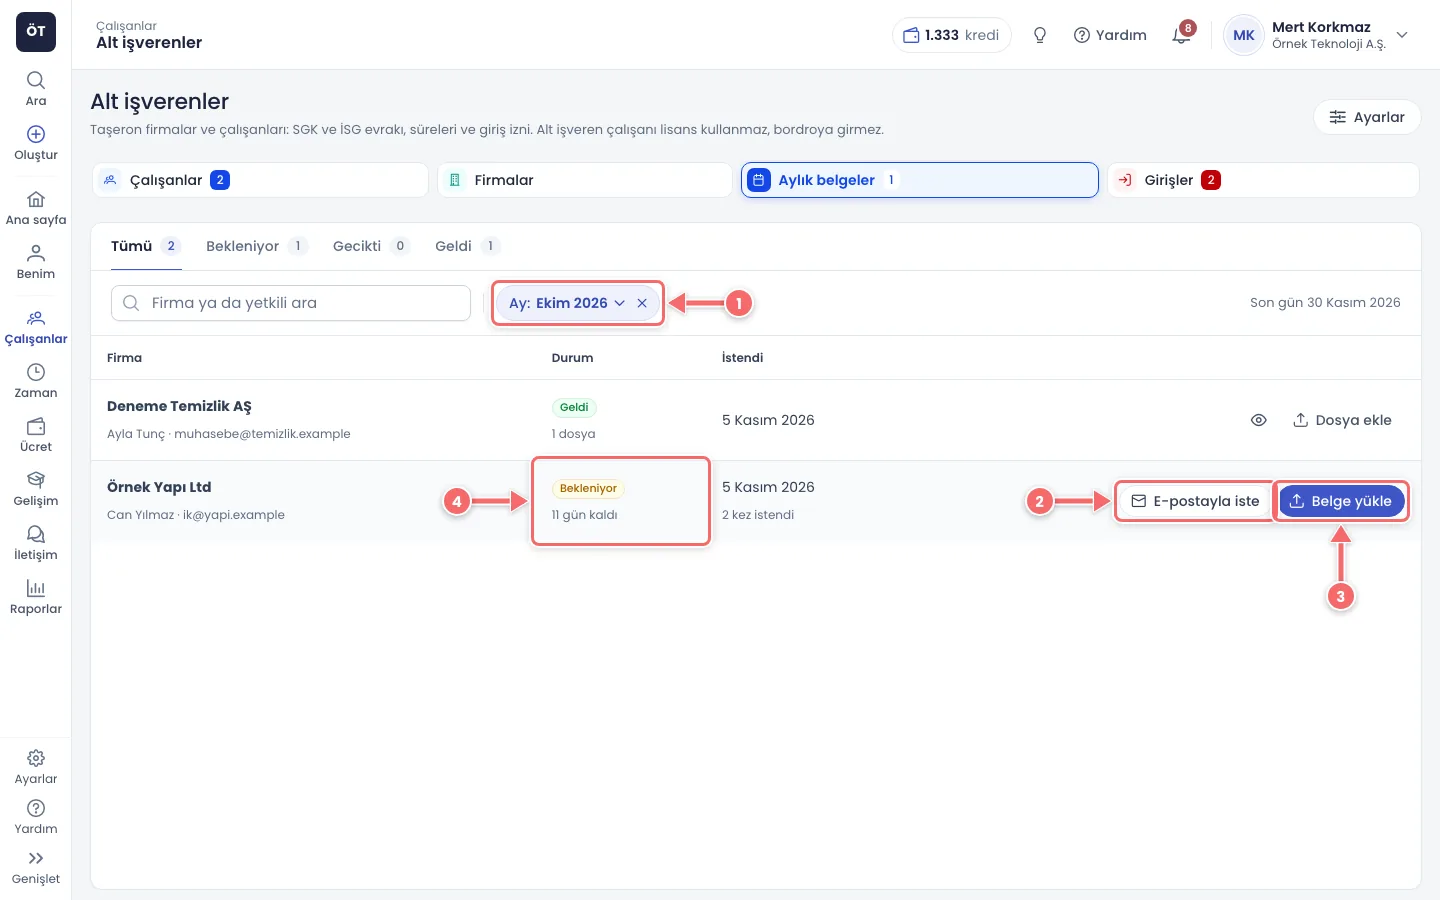 ÖT
Ara
Oluştur
Ana sayfa
Benim
Çalışanlar
Zaman
Ücret
Gelişim
İletişim
Raporlar
Ayarlar
Yardım
Genişlet
Çalışanlar
Alt işverenler
1.333 kredi
Yardım
8
MK
Mert Korkmaz
Örnek Teknoloji A.Ş.
Alt işverenler
Taşeron firmalar ve çalışanları: SGK ve İSG evrakı, süreleri ve giriş izni. Alt işveren çalışanı lisans kullanmaz, bordroya girmez.
Ayarlar
Çalışanlar 2
Firmalar
Aylık belgeler 1
Girişler 2
Tümü 2
Bekleniyor 1
Gecikti 0
Geldi 1
Firma ya da yetkili ara
Ay: Ekim 2026
1
Son gün 30 Kasım 2026
Firma
Durum
İstendi
Deneme Temizlik AŞ
Ayla Tunç · muhasebe@temizlik.example
Geldi
1 dosya
5 Kasım 2026
Dosya ekle
Örnek Yapı Ltd
Can Yılmaz · ik@yapi.example
4
Bekleniyor
11 gün kaldı
5 Kasım 2026
2 kez istendi
2
E-postayla iste
Belge yükle
3